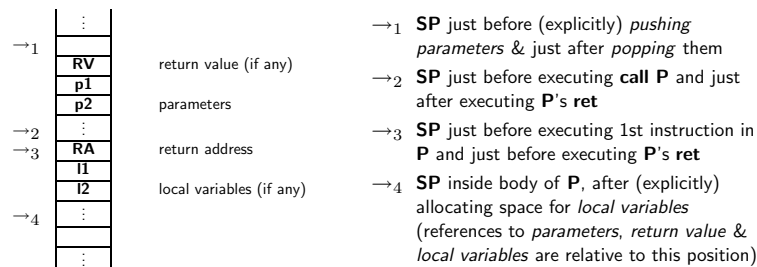 ⋮
→1
RV return value (if any)
p1
p2 parameters
→2 ⋮
→3 RA return address
l1
l2 local variables (if any)
→4 ⋮
⋮
→1 SP just before (explicitly) pushing
parameters & just after popping them
→2 SP just before executing call P and just
after executing P's ret
→3 SP just before executing 1st instruction in
P and just before executing P's ret
→4 SP inside body of P, after (explicitly)
allocating space for local variables
(references to parameters, return value &
local variables are relative to this position)